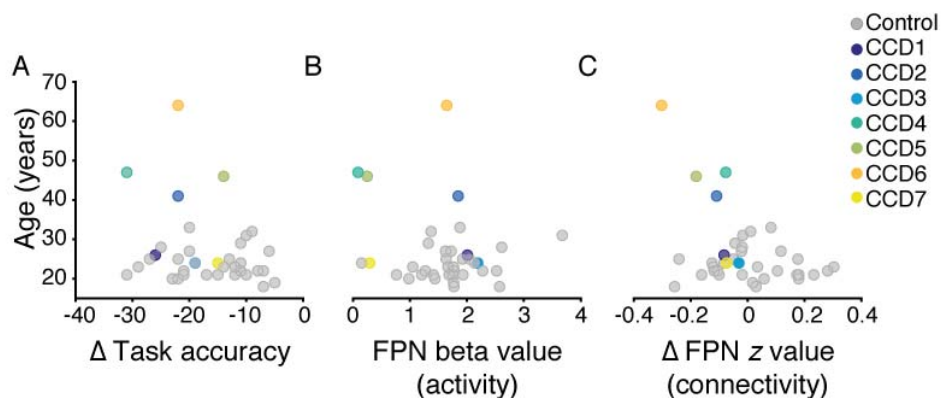 A
B
C
Age (years)
70
60
50
40
30
20
-40 -30 -20 -10 0
Δ Task accuracy
0 1 2 3 4
FPN beta value
(activity)
-0.4 -0.2 0 0.2 0.4
Δ FPN z value
(connectivity)
Control
CCD1
CCD2
CCD3
CCD4
CCD5
CCD6
CCD7